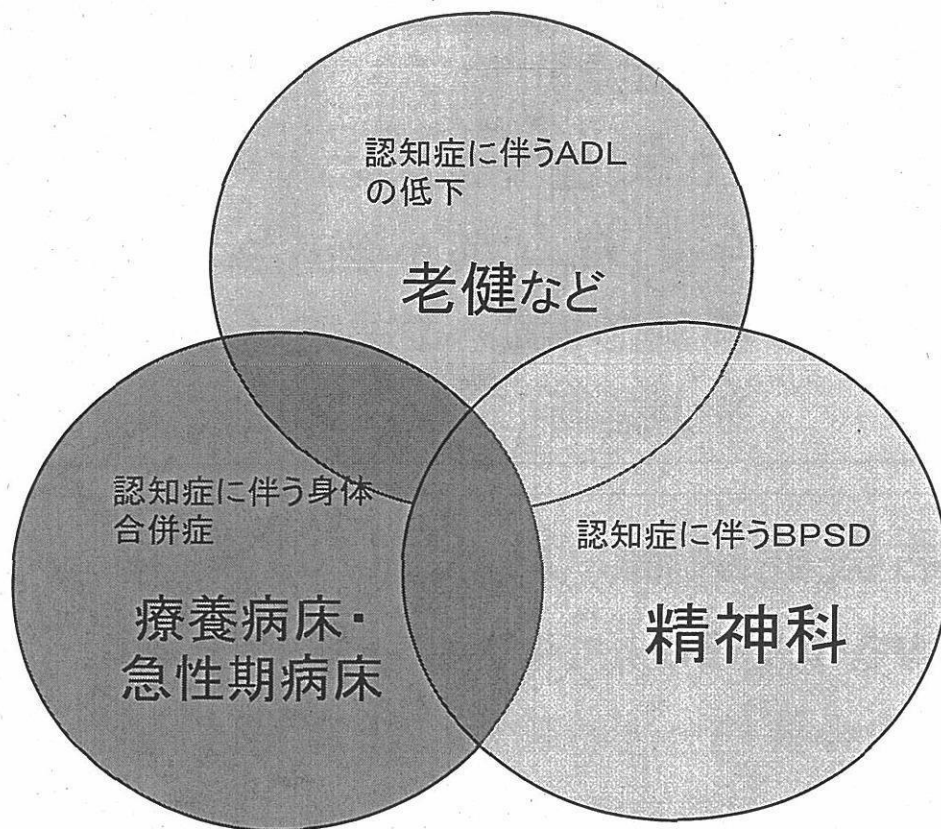 認知症に伴うADL
の低下
老健など
認知症に伴う身体
合併症
療養病床・
急性期病床
認知症に伴うBPSD
精神科